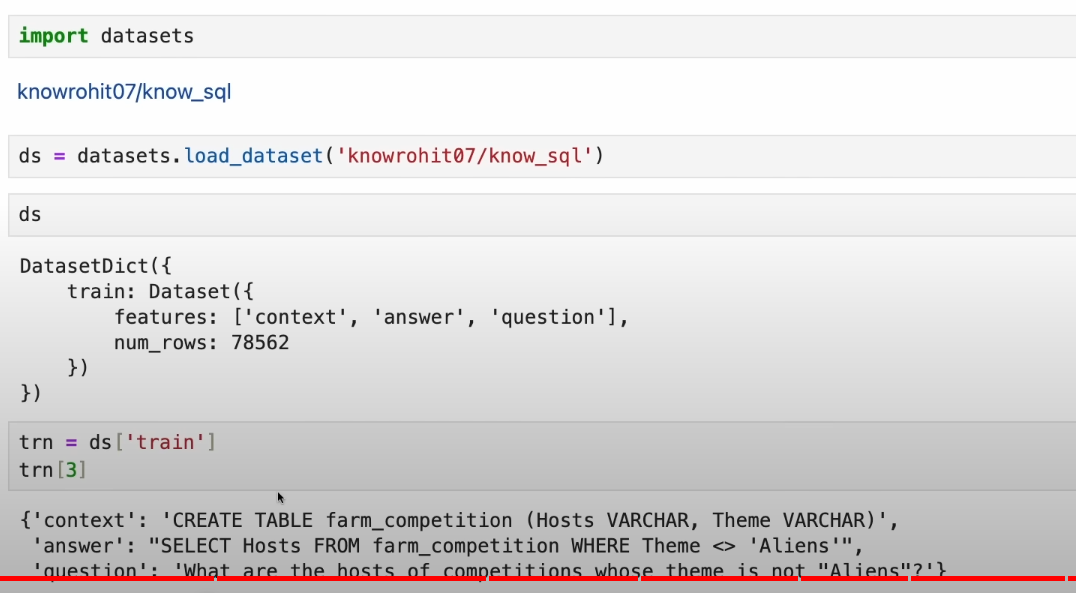 import datasets
knowrohit07/know_sql
ds = datasets.load_dataset('knowrohit07/know_sql')
ds
DatasetDict({
    train: Dataset({
        features: ['context', 'answer', 'question'],
        num_rows: 78562
    })
})
trn = ds['train']
trn[3]
{'context': 'CREATE TABLE farm_competition (Hosts VARCHAR, Theme VARCHAR)',
 'answer': "SELECT Hosts FROM farm_competition WHERE Theme <> 'Aliens'",
 'question': 'What are the hosts of competitions whose theme is not "Aliens"?'}